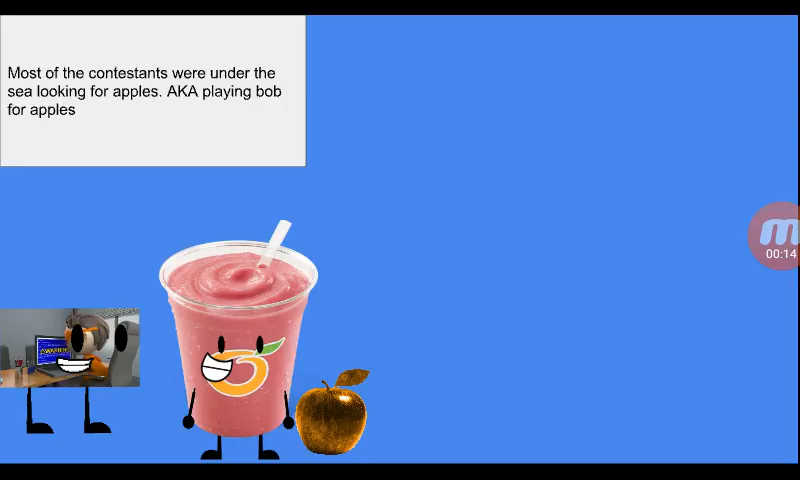 Most of the contestants were under the
sea looking for apples. AKA playing bob
for apples
00:14